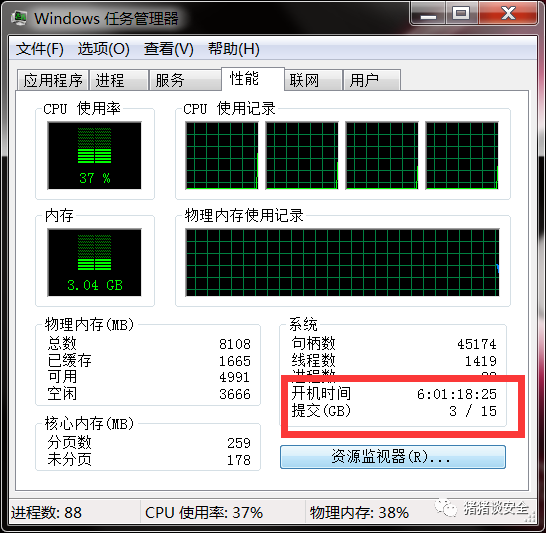 Windows 任务管理器
文件(F) 选项(O) 查看(V) 帮助(H)
应用程序 进程 服务 性能 联网 用户
CPU 使用率 CPU 使用记录
37 %
内存 物理内存使用记录
3.04 GB
物理内存(MB)
总数 8108
已缓存 1665
可用 4991
空闲 3666
系统
句柄数 45174
线程数 1419
进程数 88
开机时间 6:01:18:25
提交(GB) 3 / 15
核心内存(MB)
分页数 259
未分页 178
资源监视器(R)...
进程数: 88 CPU 使用率: 37% 物理内存: 38%
猪猪谈安全